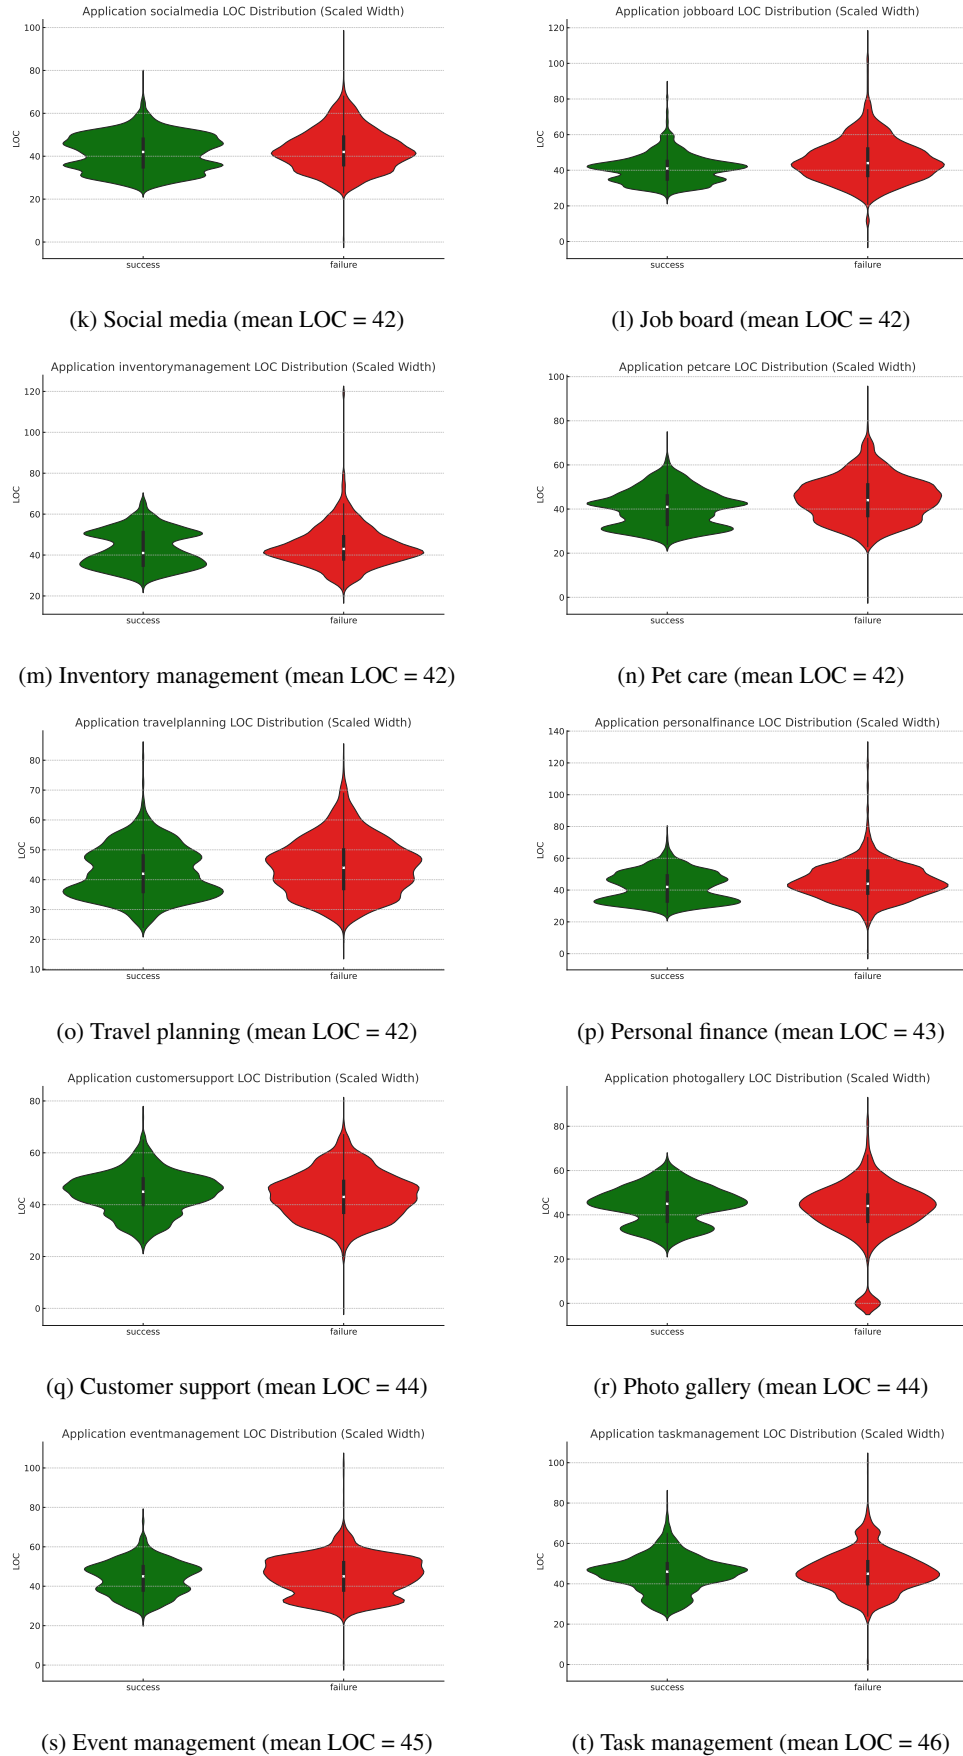 Application socialmedia LOC Distribution (Scaled Width)
100
80
60
40
20
0
LOC
success
failure
(k) Social media (mean LOC = 42)
Application jobboard LOC Distribution (Scaled Width)
120
100
80
60
40
20
0
LOC
success
failure
(l) Job board (mean LOC = 42)
Application inventorymanagement LOC Distribution (Scaled Width)
120
100
80
60
40
20
LOC
success
failure
(m) Inventory management (mean LOC = 42)
Application petcare LOC Distribution (Scaled Width)
100
80
60
40
20
0
LOC
success
failure
(n) Pet care (mean LOC = 42)
Application travelplanning LOC Distribution (Scaled Width)
80
70
60
50
40
30
20
10
LOC
success
failure
(o) Travel planning (mean LOC = 42)
Application personalfinance LOC Distribution (Scaled Width)
140
120
100
80
60
40
20
0
LOC
success
failure
(p) Personal finance (mean LOC = 43)
Application customersupport LOC Distribution (Scaled Width)
80
60
40
20
0
LOC
success
failure
(q) Customer support (mean LOC = 44)
Application photogallery LOC Distribution (Scaled Width)
80
60
40
20
0
LOC
success
failure
(r) Photo gallery (mean LOC = 44)
Application eventmanagement LOC Distribution (Scaled Width)
100
80
60
40
20
0
LOC
success
failure
(s) Event management (mean LOC = 45)
Application taskmanagement LOC Distribution (Scaled Width)
100
80
60
40
20
0
LOC
success
failure
(t) Task management (mean LOC = 46)